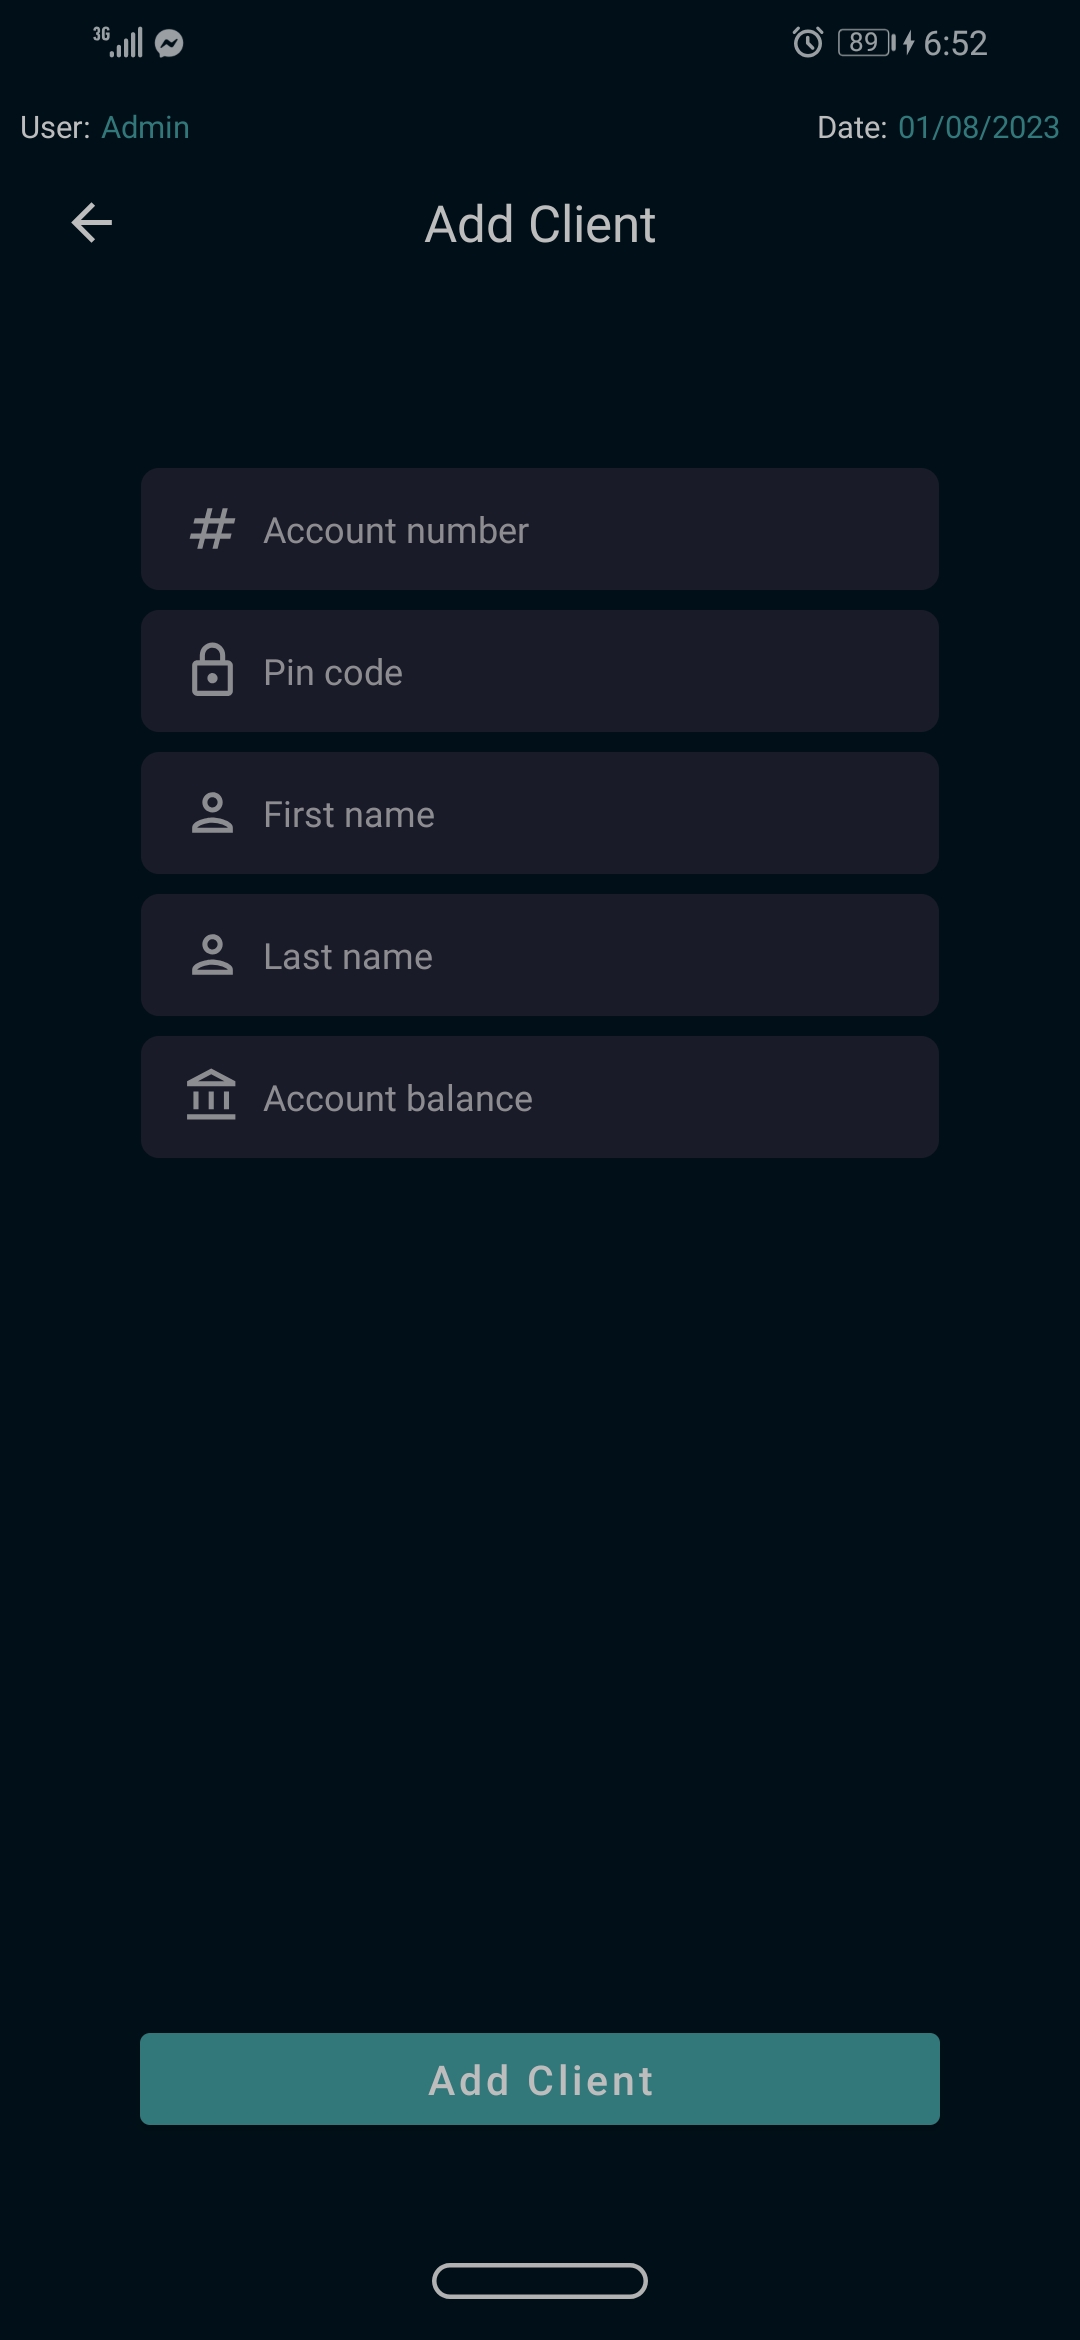 3G 89 6:52
User: Admin Date: 01/08/2023
Add Client
# Account number
Pin code
First name
Last name
Account balance
Add Client